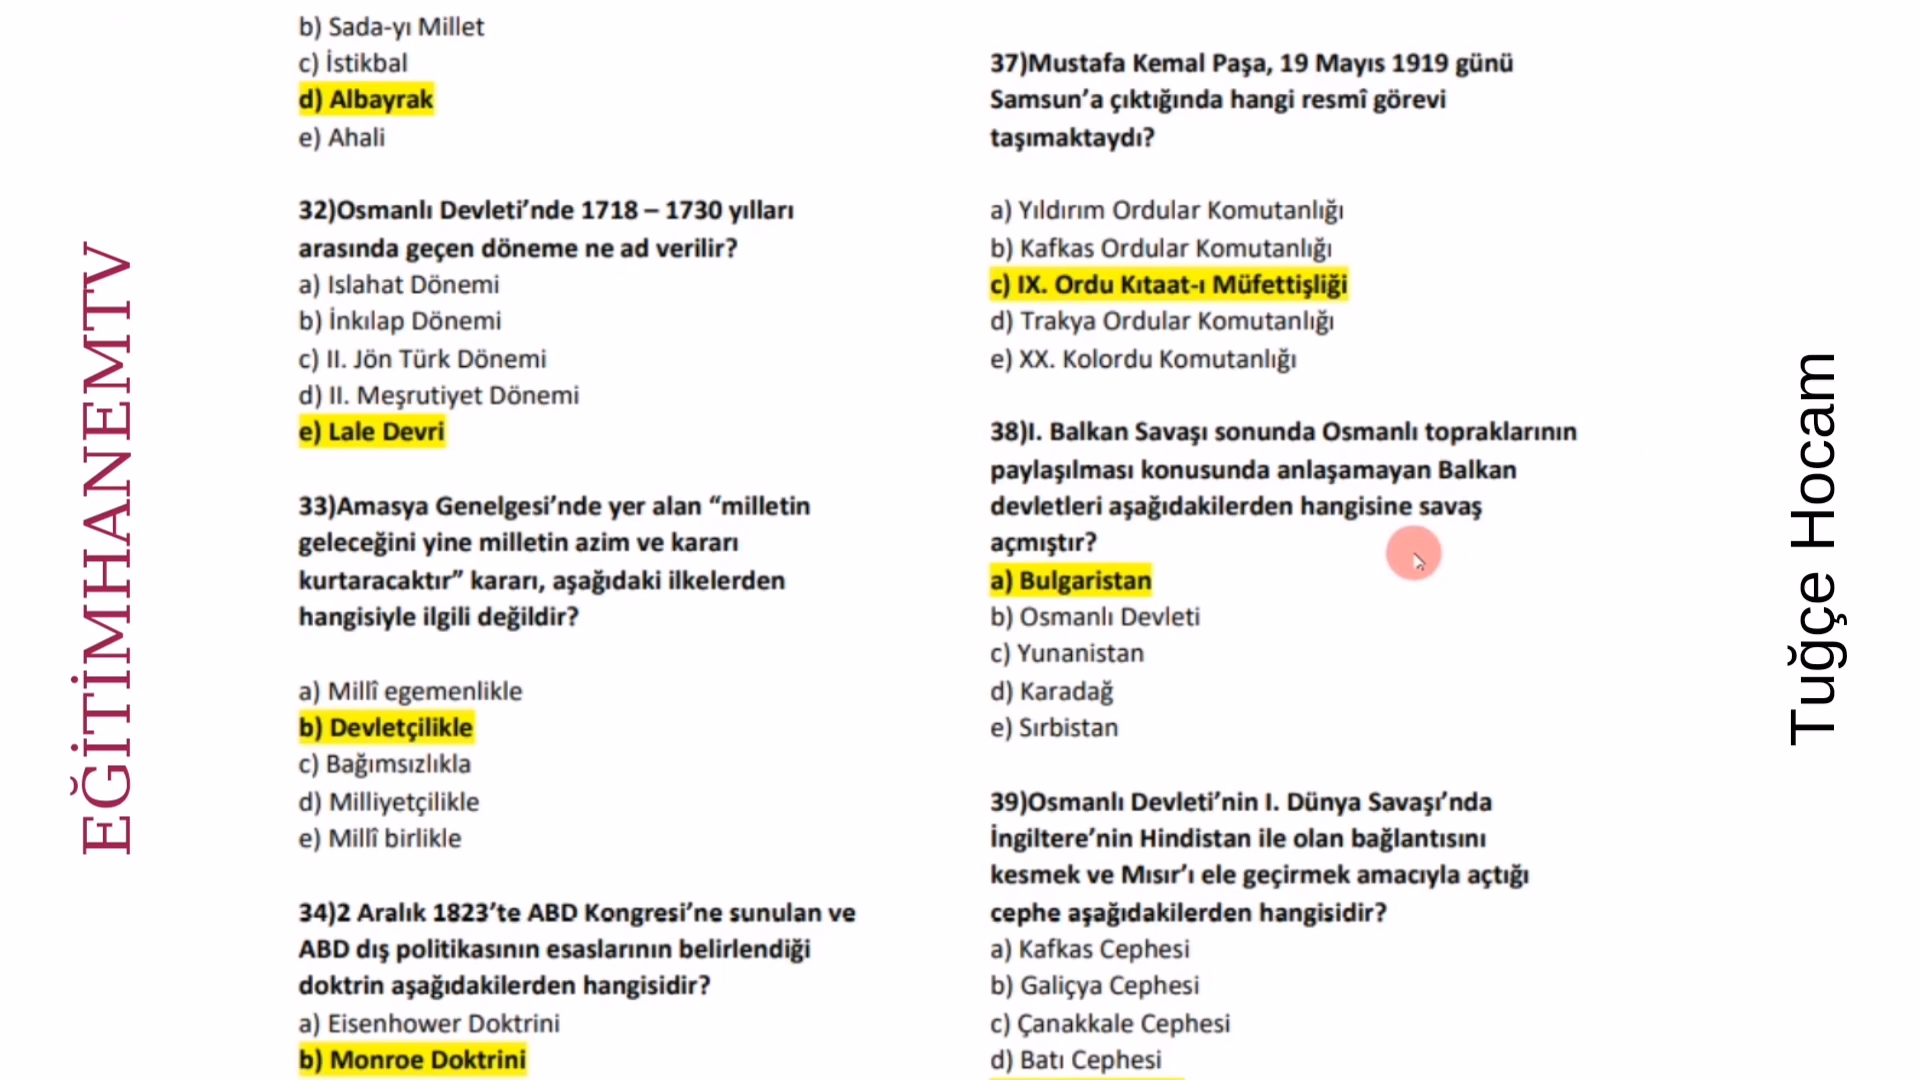 EĞİTİMHANEMTV
b) Sada-yı Millet
c) İstikbal
d) Albayrak
e) Ahali
32)Osmanlı Devleti’nde 1718 – 1730 yılları
arasında geçen döneme ne ad verilir?
a) Islahat Dönemi
b) İnkılap Dönemi
c) II. Jön Türk Dönemi
d) II. Meşrutiyet Dönemi
e) Lale Devri
33)Amasya Genelgesi’nde yer alan “milletin
geleceğini yine milletin azim ve kararı
kurtaracaktır” kararı, aşağıdaki ilkelerden
hangisiyle ilgili değildir?
a) Millî egemenlikle
b) Devletçilikle
c) Bağımsızlıkla
d) Milliyetçilikle
e) Millî birlikle
34)2 Aralık 1823’te ABD Kongresi’ne sunulan ve
ABD dış politikasının esaslarının belirlendiği
doktrin aşağıdakilerden hangisidir?
a) Eisenhower Doktrini
b) Monroe Doktrini
37)Mustafa Kemal Paşa, 19 Mayıs 1919 günü
Samsun’a çıktığında hangi resmî görevi
taşımaktaydı?
a) Yıldırım Ordular Komutanlığı
b) Kafkas Ordular Komutanlığı
c) IX. Ordu Kıtaat-ı Müfettişliği
d) Trakya Ordular Komutanlığı
e) XX. Kolordu Komutanlığı
38)I. Balkan Savaşı sonunda Osmanlı topraklarının
paylaşılması konusunda anlaşamayan Balkan
devletleri aşağıdakilerden hangisine savaş
açmıştır?
a) Bulgaristan
b) Osmanlı Devleti
c) Yunanistan
d) Karadağ
e) Sırbistan
39)Osmanlı Devleti’nin I. Dünya Savaşı’nda
İngiltere’nin Hindistan ile olan bağlantısını
kesmek ve Mısır’ı ele geçirmek amacıyla açtığı
cephe aşağıdakilerden hangisidir?
a) Kafkas Cephesi
b) Galiçya Cephesi
c) Çanakkale Cephesi
d) Batı Cephesi
Tuğçe Hocam